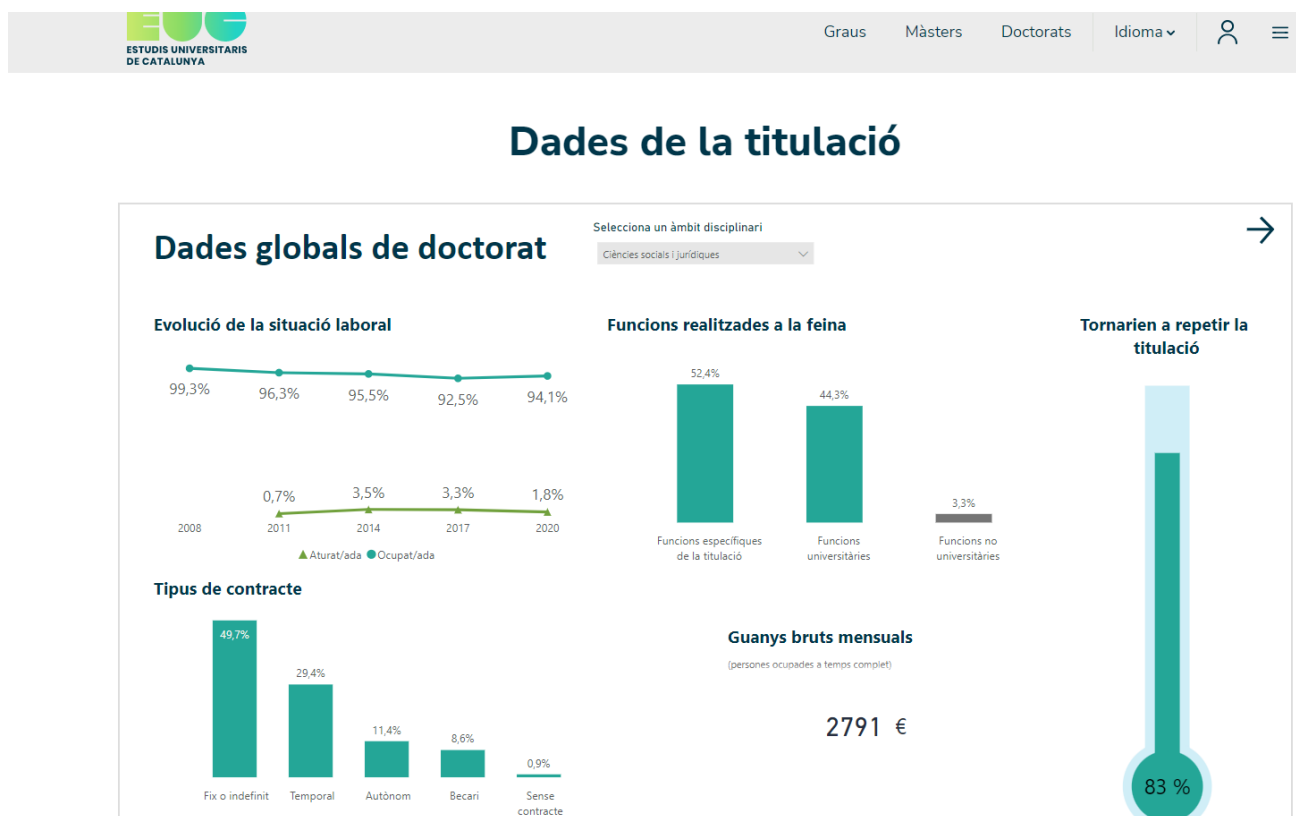 ESTUDIS UNIVERSITARIS
DE CATALUNYA
Graus Màsters Doctorats Idioma
Dades de la titulació
Dades globals de doctorat
Selecciona un àmbit disciplinari
Ciències socials i jurídiques
Evolució de la situació laboral
99,3% 96,3% 95,5% 92,5% 94,1%
0,7% 3,5% 3,3% 1,8%
2008 2011 2014 2017 2020
Aturat/ada Ocupat/ada
Funcions realitzades a la feina
52,4%
44,3%
3,3%
Funcions específiques
de la titulació
Funcions
universitàries
Funcions no
universitàries
Tornarien a repetir la
titulació
83 %
Tipus de contracte
49,7%
29,4%
11,4%
8,6%
0,9%
Fix o indefinit
Temporal
Autònom
Becari
Sense
contracte
Guanys bruts mensuals
(persones ocupades a temps complet)
2791 €